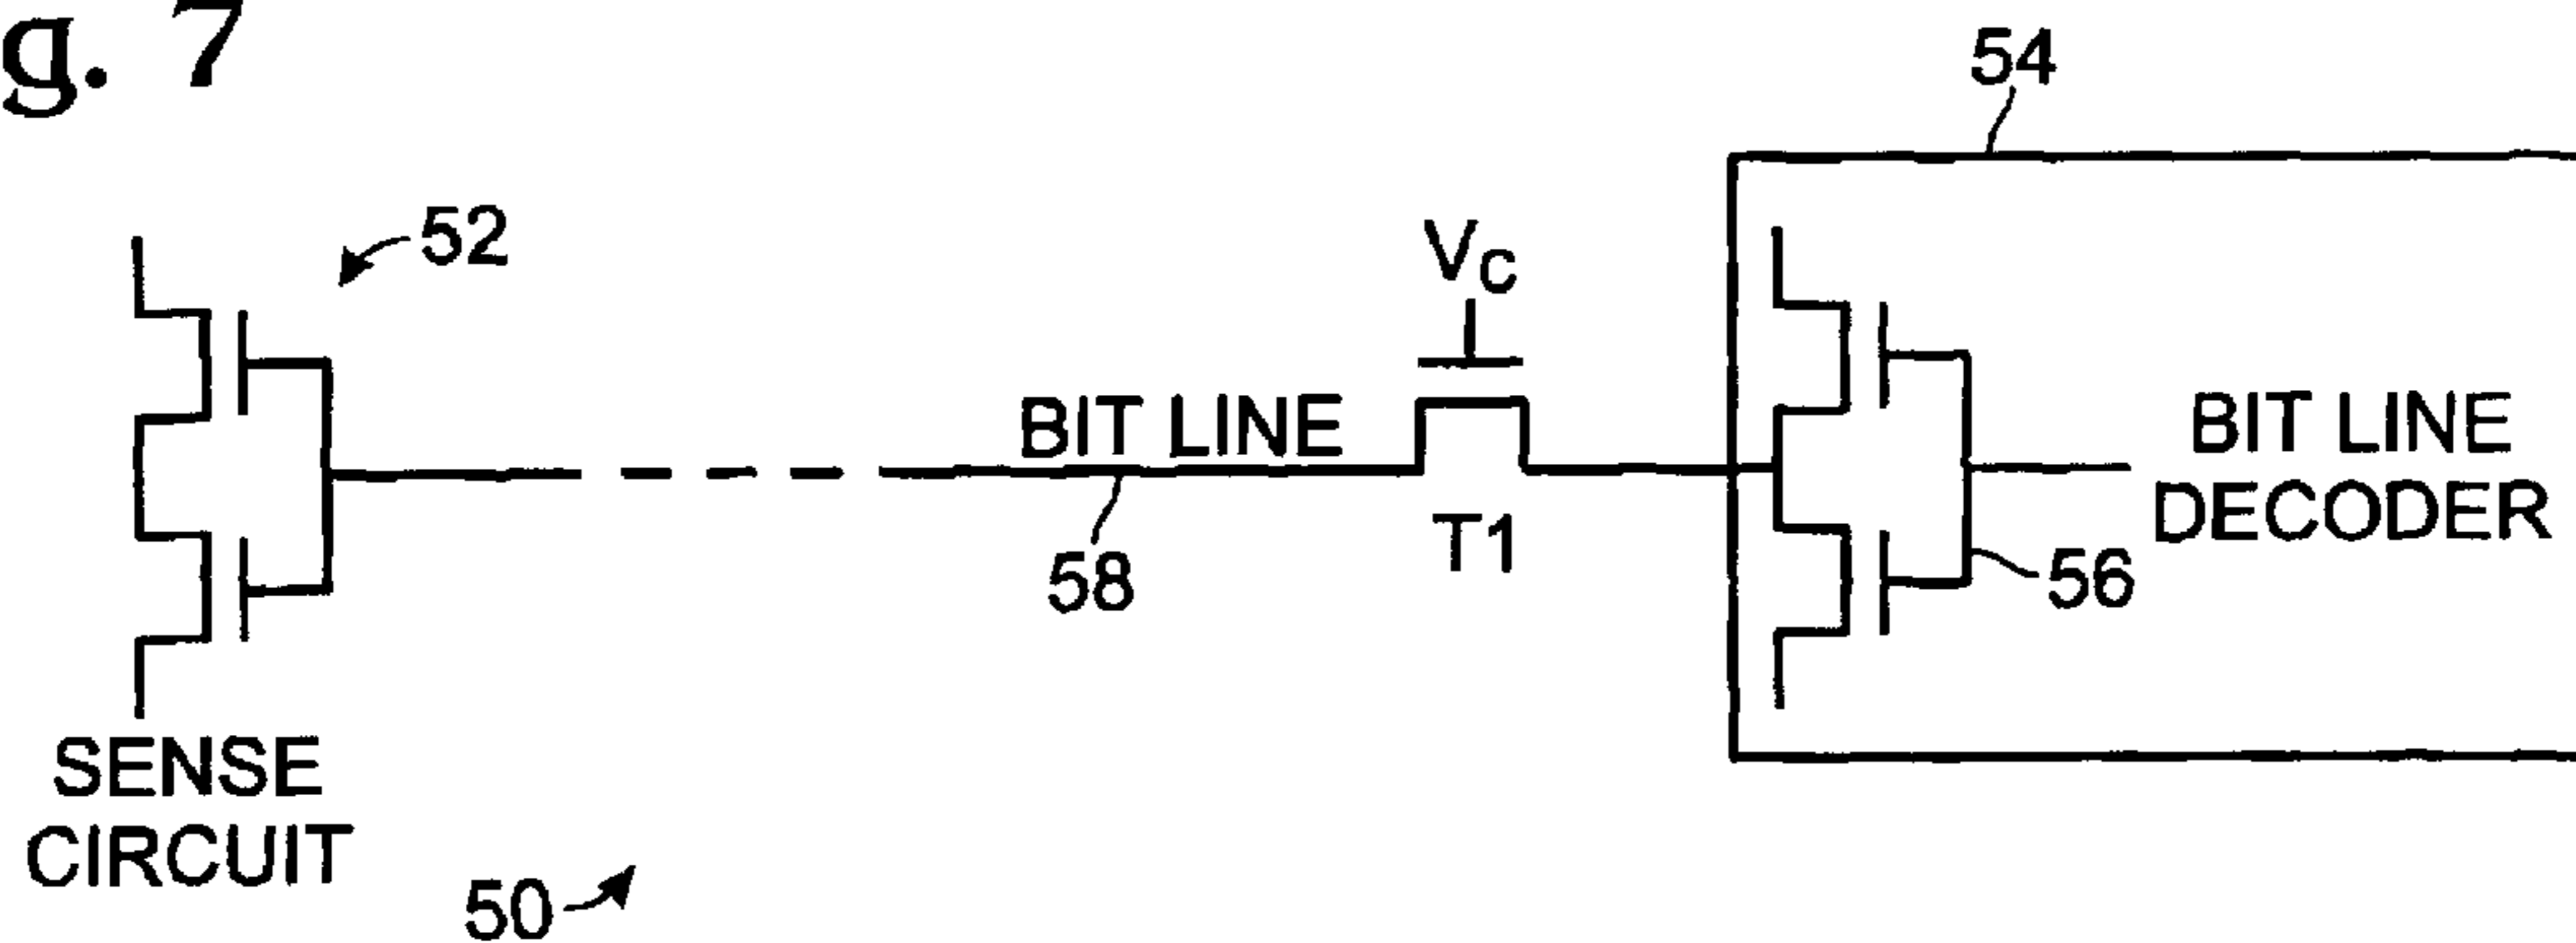 g. 7
54
52
VC
BIT LINE
BIT LINE
DECODER
T1
58
56
SENSE
CIRCUIT
50